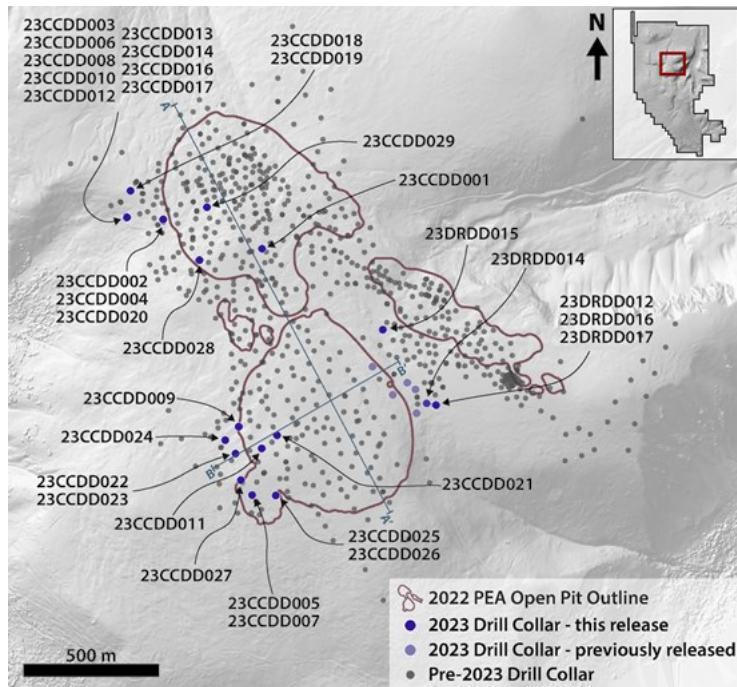 23CCDD003
23CCDD006
23CCDD008
23CCDD010
23CCDD012
23CCDD013
23CCDD014
23CCDD016
23CCDD017
23CCDD018
23CCDD019
N
23CCDD029
23CCDD001
A
23DRDD015
23DRDD014
23DRDD012
23DRDD016
23DRDD017
23CCDD002
23CCDD004
23CCDD020
23CCDD028
B
23CCDD009
23CCDD024
23CCDD022
23CCDD023
B'
23CCDD021
23CCDD011
A'
23CCDD025
23CCDD026
23CCDD027
23CCDD005
23CCDD007
2022 PEA Open Pit Outline
2023 Drill Collar - this release
2023 Drill Collar - previously released
Pre-2023 Drill Collar
500 m